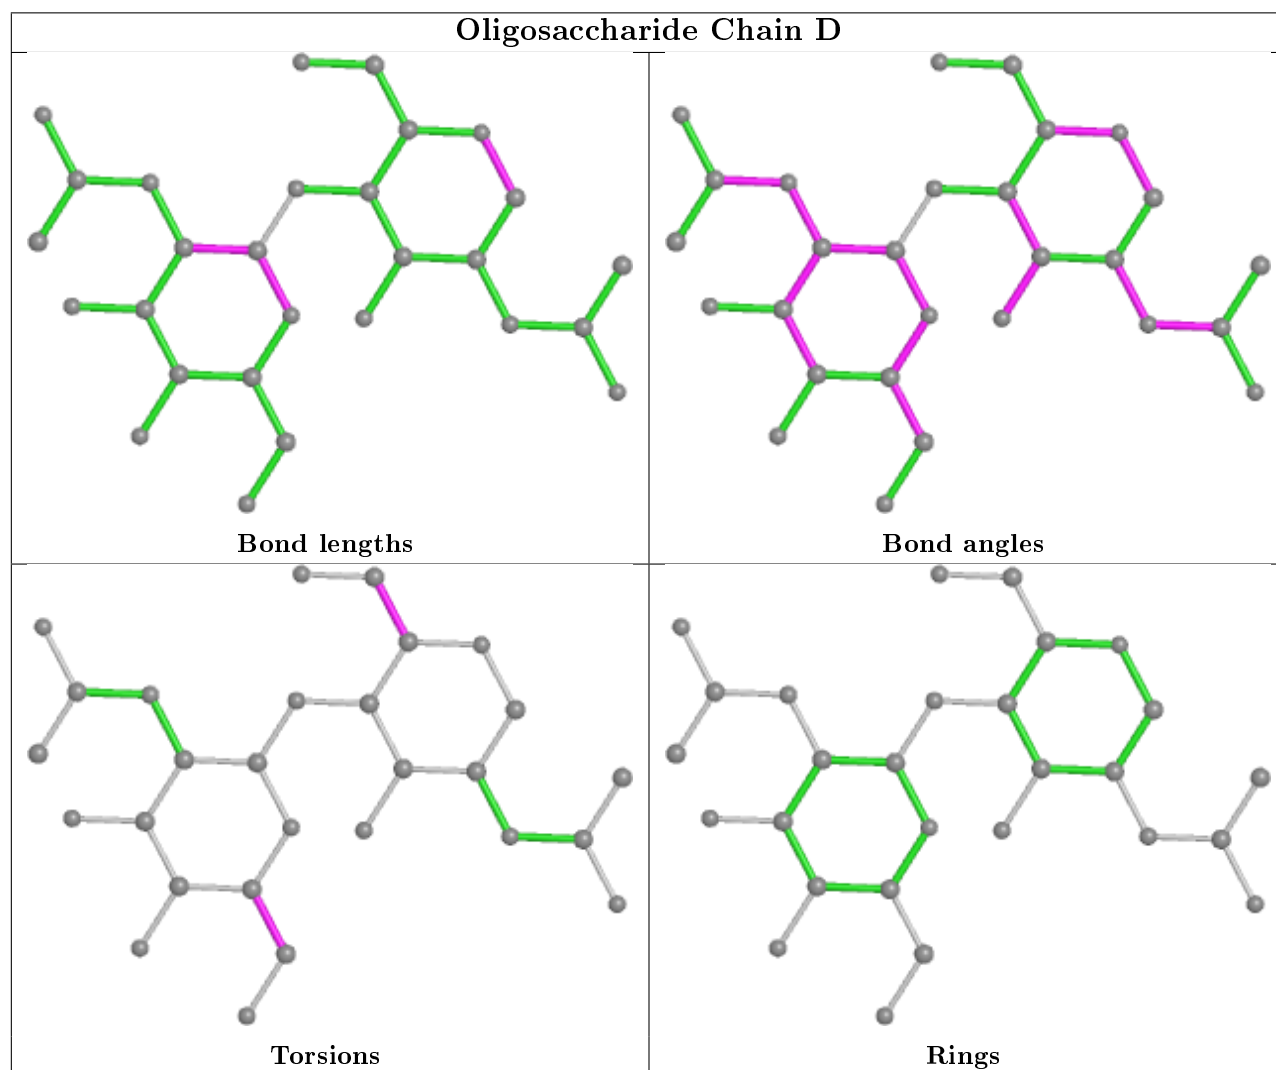 Oligosaccharide Chain D
Bond lengths
Bond angles
Torsions
Rings